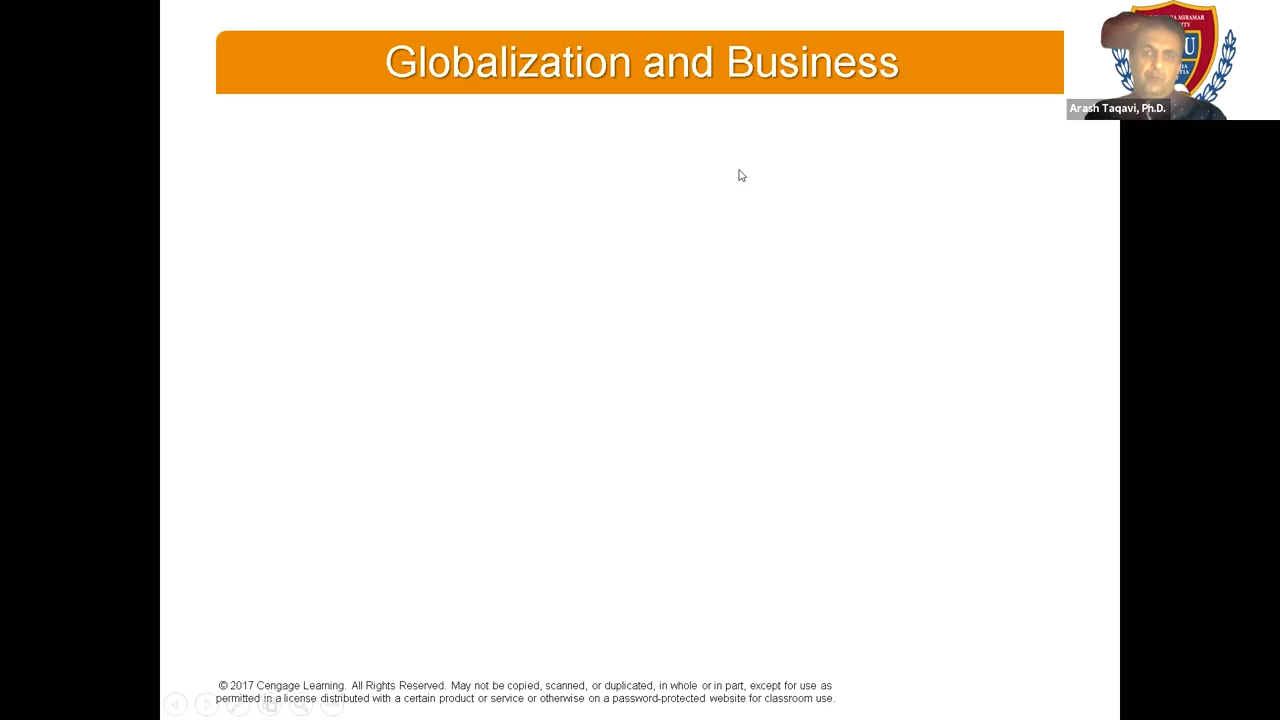 Globalization and Business
MIRAMAR
Arash Taqavi, Ph.D.
© 2017 Cengage Learning. All Rights Reserved. May not be copied, scanned, or duplicated, in whole or in part, except for use as
permitted in a license distributed with a certain product or service or otherwise on a password-protected website for classroom use.